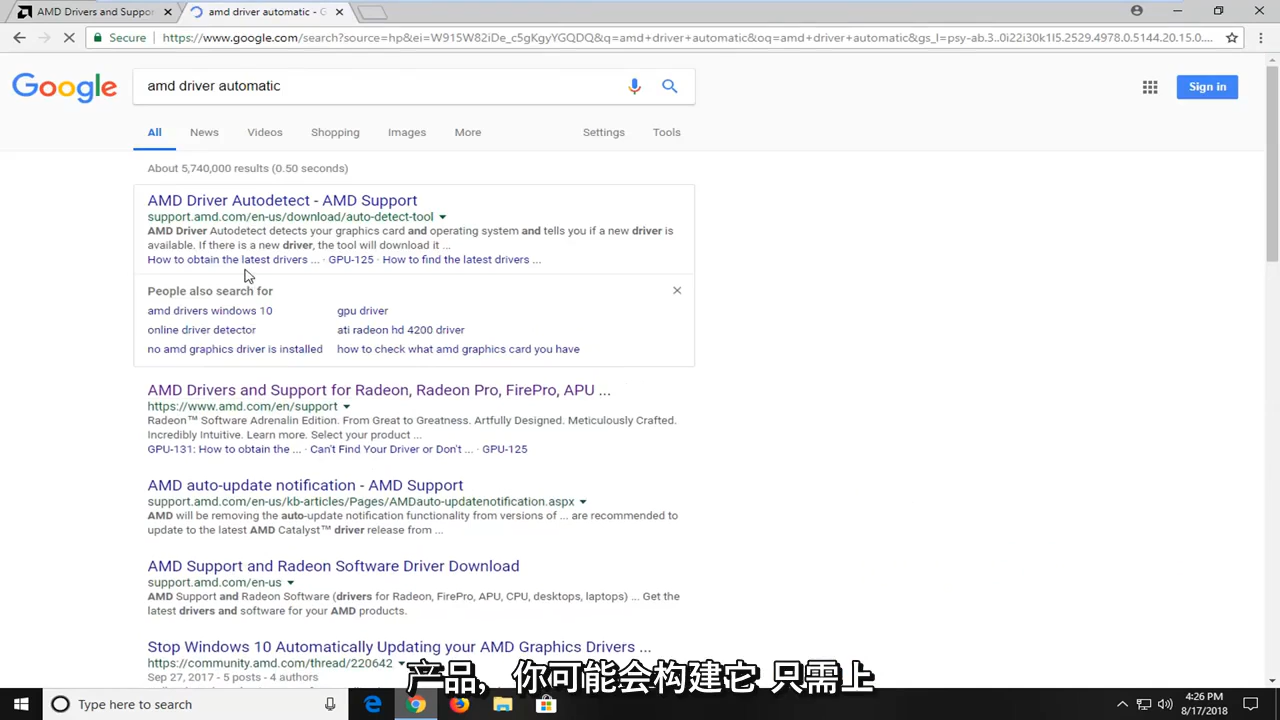 AMD Drivers and Suppor
amd driver automatic - G
Secure
https://www.google.com/search?source=hp&ei=W915W82iDe_c5gKgyYGQDQ&q=amd+driver+automatic&oq=amd+driver+automatic&gs_l=psy-ab.3..0i22i30k1l5.2529.4978.0.5144.20.15.0....
Google
amd driver automatic
Sign in
All News Videos Shopping Images More Settings Tools
About 5,740,000 results (0.50 seconds)
AMD Driver Autodetect - AMD Support
support.amd.com/en-us/download/auto-detect-tool
AMD Driver Autodetect detects your graphics card and operating system and tells you if a new driver is
available. If there is a new driver, the tool will download it ...
How to obtain the latest drivers ... · GPU-125 · How to find the latest drivers ...
People also search for
amd drivers windows 10 gpu driver
online driver detector ati radeon hd 4200 driver
no amd graphics driver is installed how to check what amd graphics card you have
AMD Drivers and Support for Radeon, Radeon Pro, FirePro, APU ...
https://www.amd.com/en/support
Radeon™ Software Adrenalin Edition. From Great to Greatness. Artfully Designed. Meticulously Crafted.
Incredibly Intuitive. Learn more. Select your product ...
GPU-131: How to obtain the ... · Can't Find Your Driver or Don't ... · GPU-125
AMD auto-update notification - AMD Support
support.amd.com/en-us/kb-articles/Pages/AMDauto-updatenotification.aspx
AMD will be removing the auto-update notification functionality from versions of ... are recommended to
update to the latest AMD Catalyst™ driver release from ...
AMD Support and Radeon Software Driver Download
support.amd.com/en-us
AMD Support and Radeon Software (drivers for Radeon, FirePro, APU, CPU, desktops, laptops) ... Get the
latest drivers and software for your AMD products.
Stop Windows 10 Automatically Updating your AMD Graphics Drivers ...
https://community.amd.com/thread/220642
Sep 27, 2017 - 5 posts - 4 authors
产品，你可能会构建它 只需上
Type here to search
4:26 PM
8/17/2018